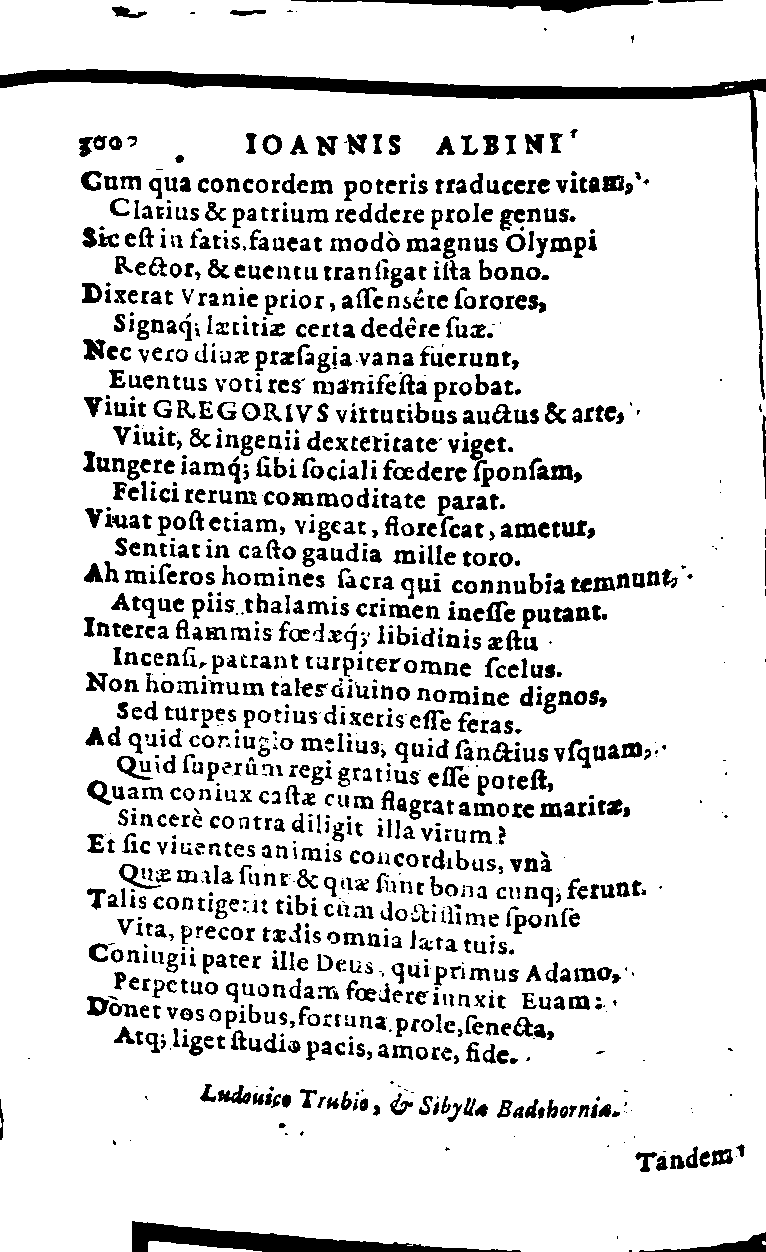 IOANNIS ALBINI
Cum qua concordem poteris traducere vitam,
Clarius & patrium reddere prole genus.
Sic eſt in fatis, faueat modò magnus Olympi
Rector, & euentu tranſigat iſta bono.
Dixerat Vranie prior, aſſenſére ſorores,
Signaq́; lætitiæ certa dedêre ſuæ.
Nec vero diuæ præſagia vana fuerunt,
Euentus voti res manifeſta probat.
Viuit GREGORIVS virtutibus auctus & arte,
Viuit, & ingenii dexteritate viget.
Iungere iamq́; ſibi ſociali fœdere ſponſam,
Felici rerum commoditate parat.
Viuat poſt etiam, vigeat, floreſcat, ametur,
Sentiat in caſto gaudia mille toro.
Ah miſeros homines ſacra qui connubia temnunt,
Atque piis thalamis crimen ineſſe putant.
Interea flammis fœdæq́; libidinis æſtu
Incenſi, patrant turpiter omne ſcelus.
Non hominum tales diuino nomine dignos,
Sed turpes potius dixeris eſſe feras.
Ad quid coniugio melius, quid ſanctius vſquam,
Quid ſuperûm regi gratius eſſe poteſt,
Quam coniux caſtæ cum flagrat amore maritæ,
Sincerè contra diligit illa virum?
Et ſic viuentes animis concordibus, vnà
Quæ mala ſunt & quæ ſunt bona cunq; ferunt.
Talis contigerit tibi cum doctiſſime ſponſe
Vita, precor tædis omnia læta tuis.
Coniugii pater ille Deus, qui primus Adamo,
Perpetuo quondam fœdere iunxit Euam:
Donet vos opibus, fortuna, prole, ſenecta,
Atq; liget ſtudio pacis, amore, fide.
Ludouico Trubio, & Sibylla Badehornia.
Tandem